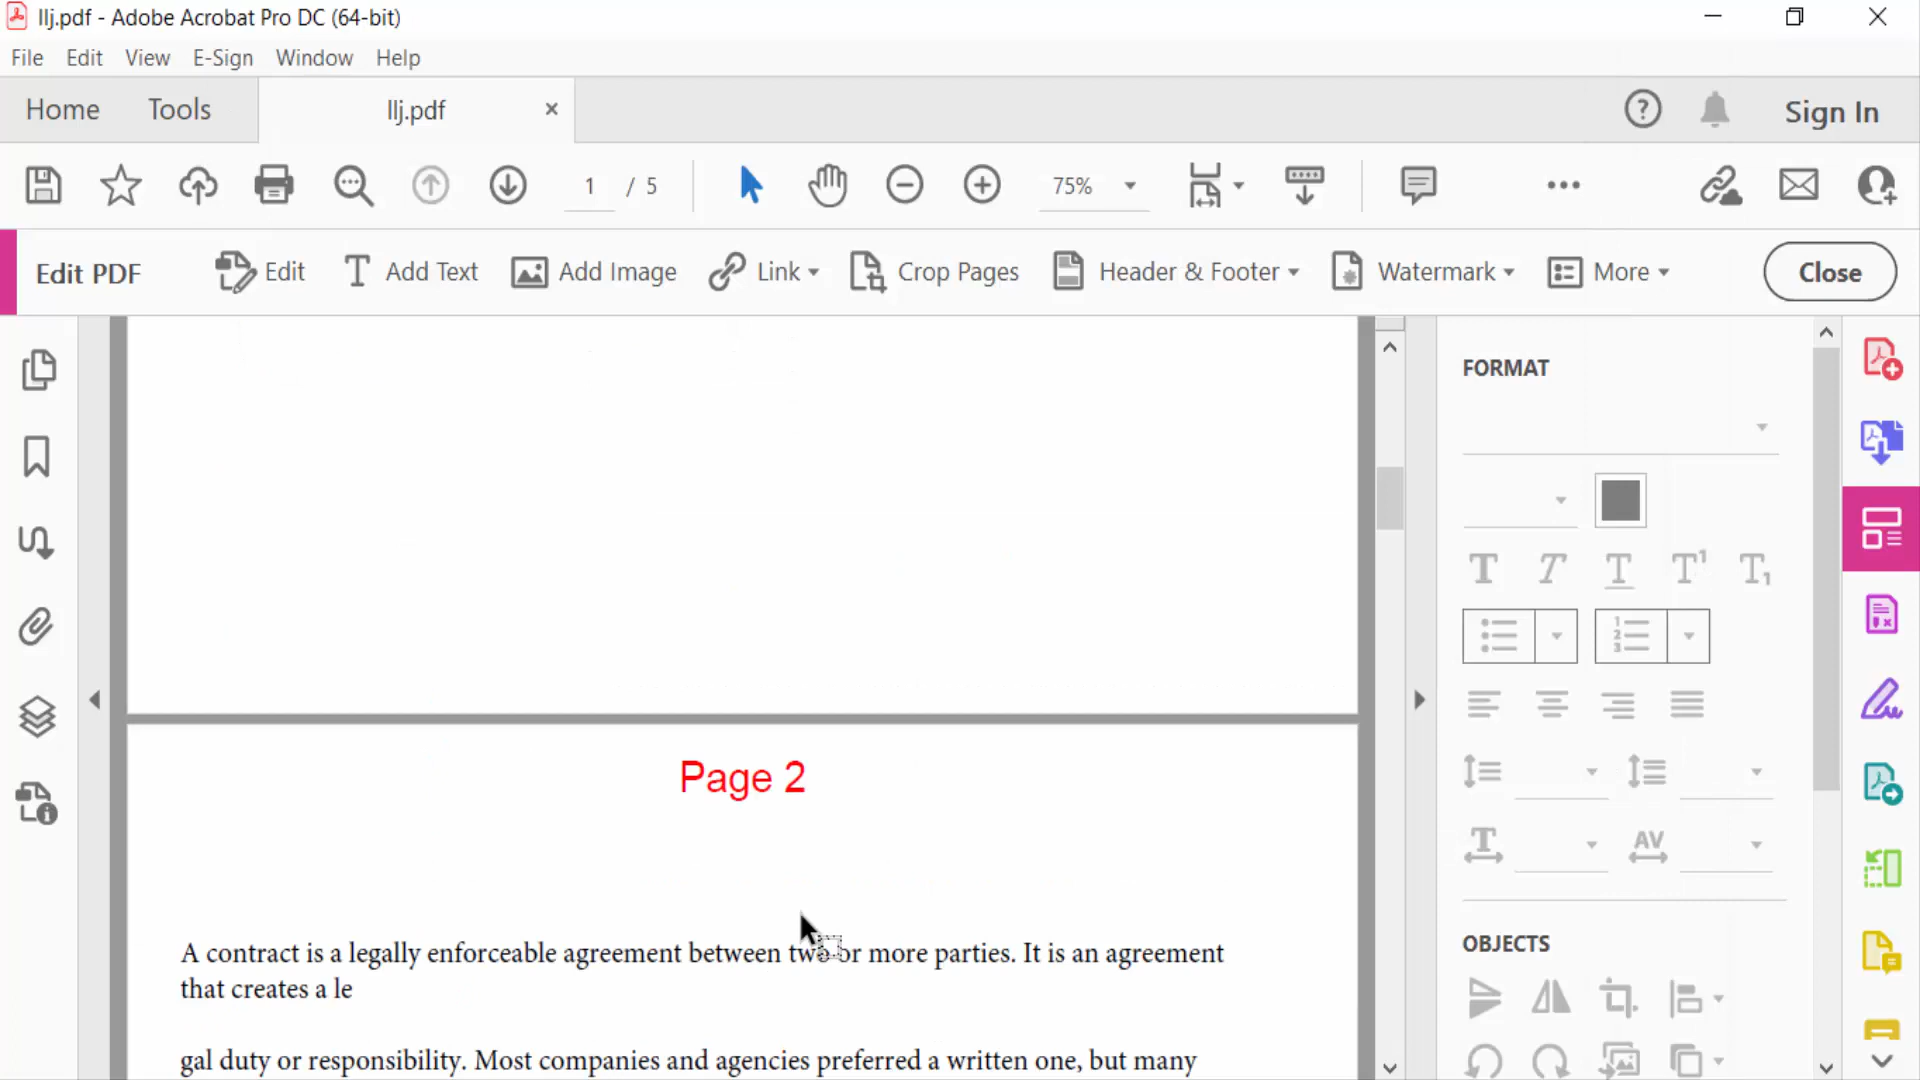 llj.pdf - Adobe Acrobat Pro DC (64-bit)
File Edit View E-Sign Window Help
Home Tools llj.pdf × ? Sign In
1 / 5 75%
Edit PDF Edit Add Text Add Image Link Crop Pages Header & Footer Watermark More Close
FORMAT
Page 2
OBJECTS
A contract is a legally enforceable agreement between two or more parties. It is an agreement
that creates a le
gal duty or responsibility. Most companies and agencies preferred a written one, but many